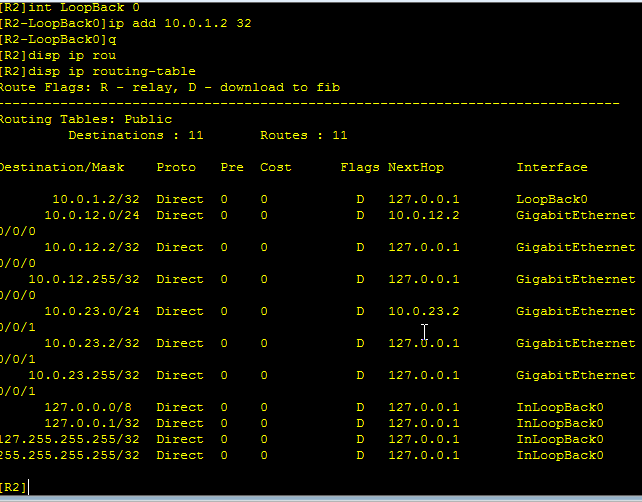 [R2]int LoopBack 0
[R2-LoopBack0]ip add 10.0.1.2 32
[R2-LoopBack0]q
[R2]disp ip rou
[R2]disp ip routing-table
Route Flags: R - relay, D - download to fib
------------------------------------------------------------------------------
Routing Tables: Public
         Destinations : 11       Routes : 11

Destination/Mask    Proto  Pre  Cost      Flags NextHop         Interface

       10.0.1.2/32  Direct  0    0           D   127.0.0.1       LoopBack0
      10.0.12.0/24  Direct  0    0           D   10.0.12.2       GigabitEthernet
0/0/0
      10.0.12.2/32  Direct  0    0           D   127.0.0.1       GigabitEthernet
0/0/0
    10.0.12.255/32  Direct  0    0           D   127.0.0.1       GigabitEthernet
0/0/0
      10.0.23.0/24  Direct  0    0           D   10.0.23.2       GigabitEthernet
0/0/1
      10.0.23.2/32  Direct  0    0           D   127.0.0.1       GigabitEthernet
0/0/1
    10.0.23.255/32  Direct  0    0           D   127.0.0.1       GigabitEthernet
0/0/1
      127.0.0.0/8   Direct  0    0           D   127.0.0.1       InLoopBack0
      127.0.0.1/32  Direct  0    0           D   127.0.0.1       InLoopBack0
127.255.255.255/32  Direct  0    0           D   127.0.0.1       InLoopBack0
255.255.255.255/32  Direct  0    0           D   127.0.0.1       InLoopBack0

[R2]